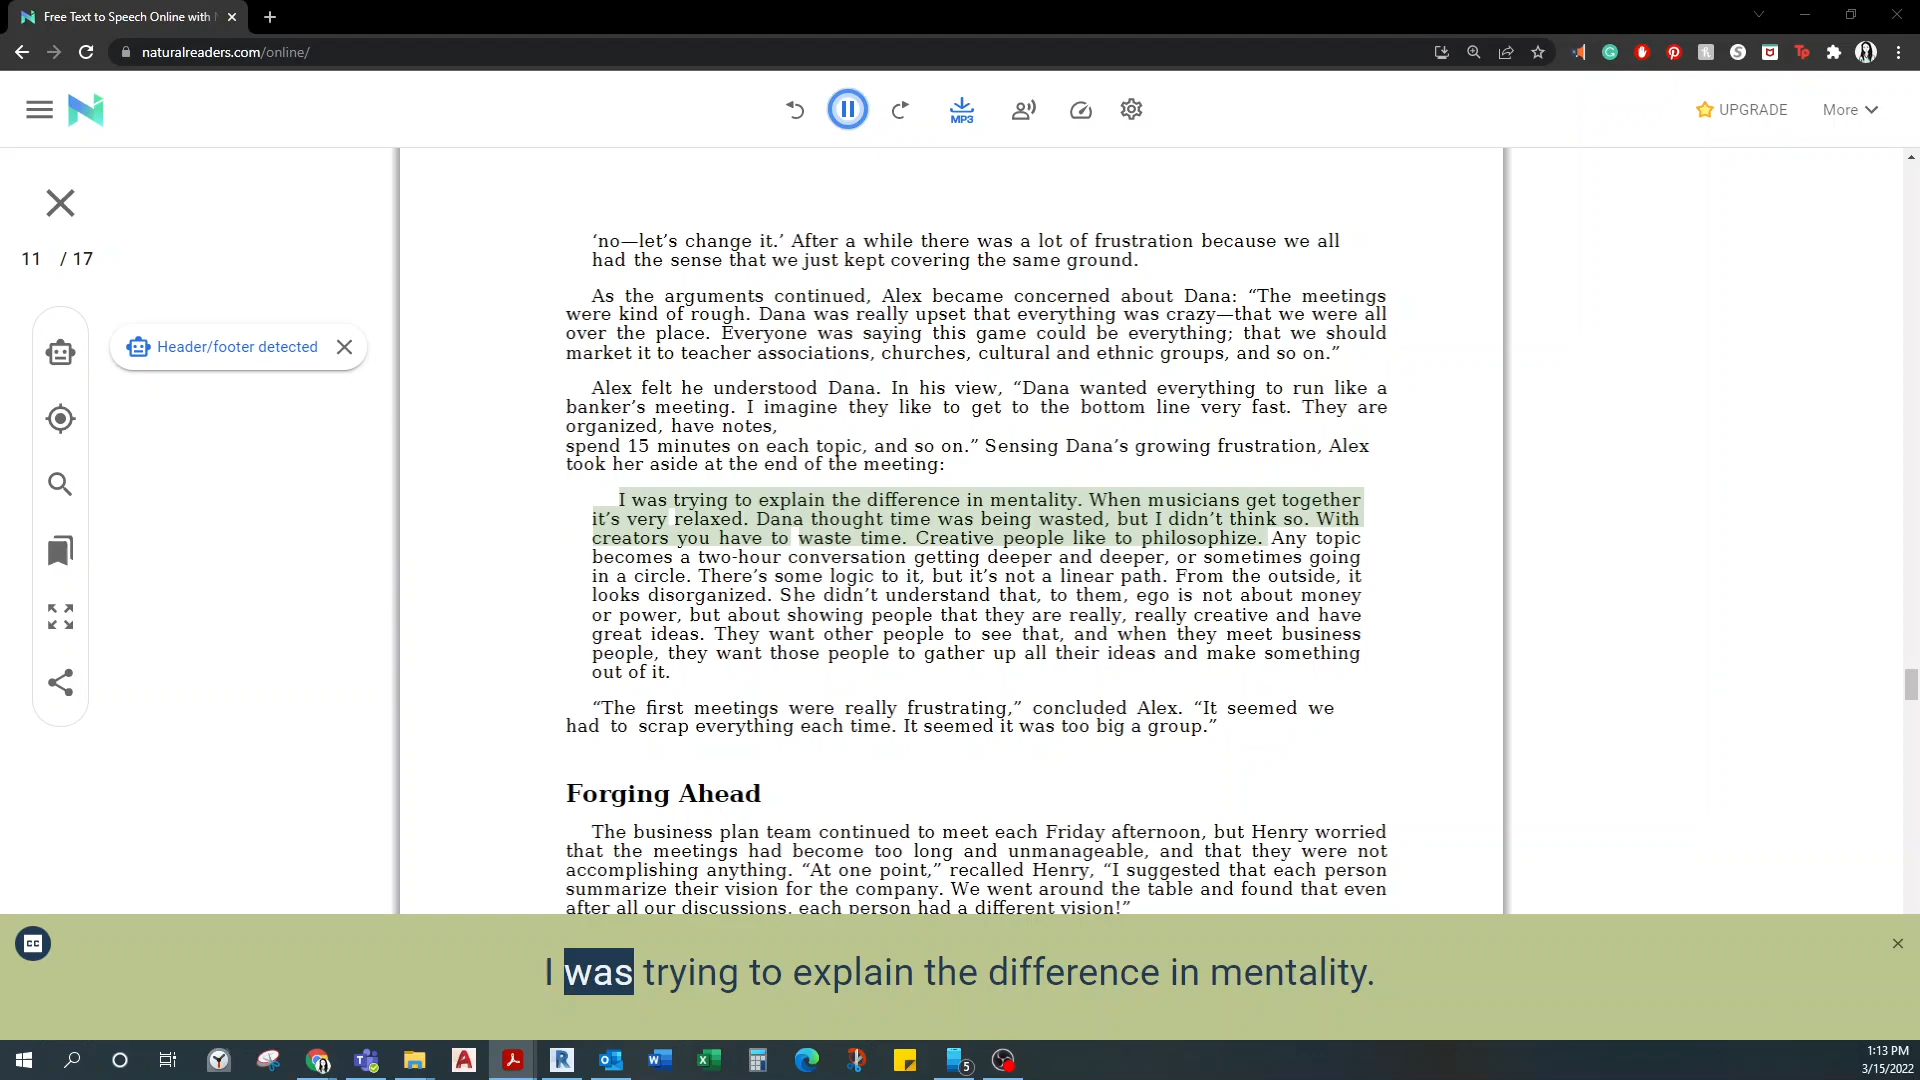 Free Text to Speech Online with
naturalreaders.com/online/
MP3
UPGRADE
More
11 / 17
Header/footer detected
‘no—let’s change it.’ After a while there was a lot of frustration because we all
had the sense that we just kept covering the same ground.
As the arguments continued, Alex became concerned about Dana: “The meetings
were kind of rough. Dana was really upset that everything was crazy—that we were all
over the place. Everyone was saying this game could be everything; that we should
market it to teacher associations, churches, cultural and ethnic groups, and so on.”
Alex felt he understood Dana. In his view, “Dana wanted everything to run like a
banker’s meeting. I imagine they like to get to the bottom line very fast. They are
organized, have notes,
spend 15 minutes on each topic, and so on.” Sensing Dana’s growing frustration, Alex
took her aside at the end of the meeting:
I was trying to explain the difference in mentality. When musicians get together
it’s very relaxed. Dana thought time was being wasted, but I didn’t think so. With
creators you have to waste time. Creative people like to philosophize. Any topic
becomes a two-hour conversation getting deeper and deeper, or sometimes going
in a circle. There’s some logic to it, but it’s not a linear path. From the outside, it
looks disorganized. She didn’t understand that, to them, ego is not about money
or power, but about showing people that they are really, really creative and have
great ideas. They want other people to see that, and when they meet business
people, they want those people to gather up all their ideas and make something
out of it.
“The first meetings were really frustrating,” concluded Alex. “It seemed we
had to scrap everything each time. It seemed it was too big a group.”
Forging Ahead
The business plan team continued to meet each Friday afternoon, but Henry worried
that the meetings had become too long and unmanageable, and that they were not
accomplishing anything. “At one point,” recalled Henry, “I suggested that each person
summarize their vision for the company. We went around the table and found that even
after all our discussions, each person had a different vision!”
CC
I was trying to explain the difference in mentality.
5
1:13 PM
3/15/2022